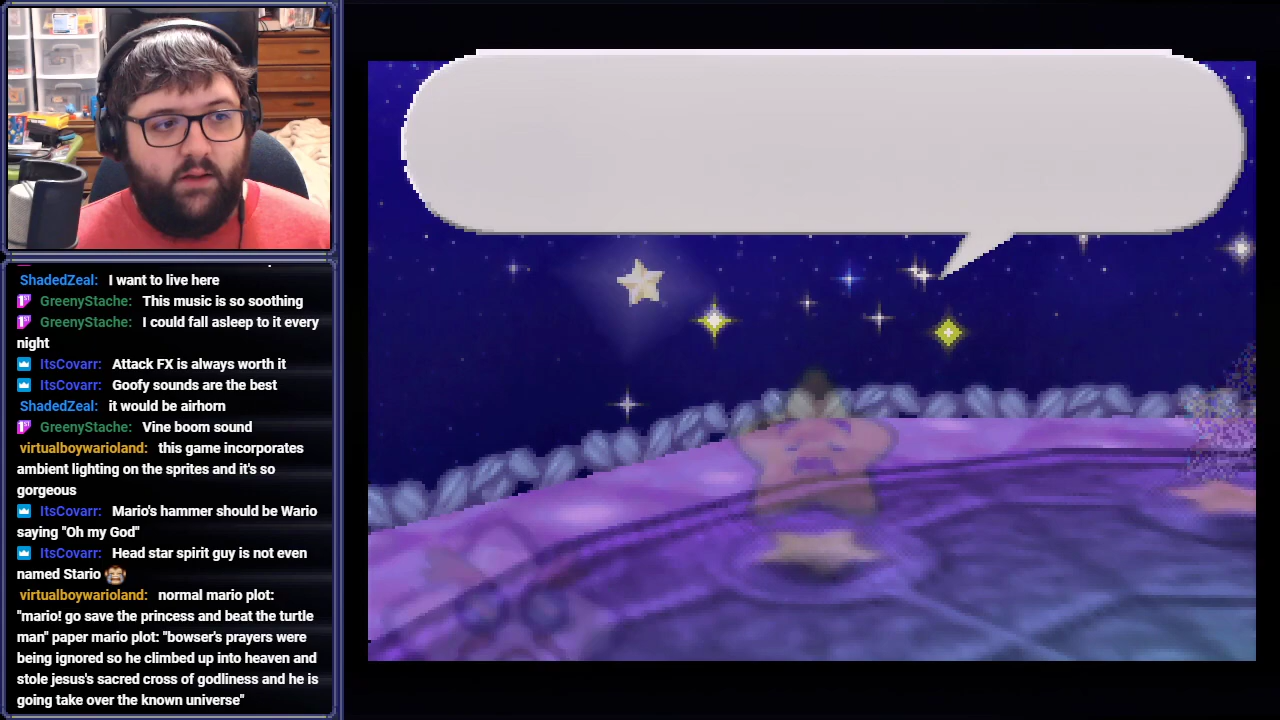 ShadedZeal: I want to live here
GreenyStache: This music is so soothing
GreenyStache: I could fall asleep to it every
night
ItsCovarr: Attack FX is always worth it
ItsCovarr: Goofy sounds are the best
ShadedZeal: it would be airhorn
GreenyStache: Vine boom sound
virtualboywarioland: this game incorporates
ambient lighting on the sprites and it's so
gorgeous
ItsCovarr: Mario's hammer should be Wario
saying "Oh my God"
ItsCovarr: Head star spirit guy is not even
named Stario
virtualboywarioland: normal mario plot:
"mario! go save the princess and beat the turtle
man" paper mario plot: "bowser's prayers were
being ignored so he climbed up into heaven and
stole jesus's sacred cross of godliness and he is
going take over the known universe"